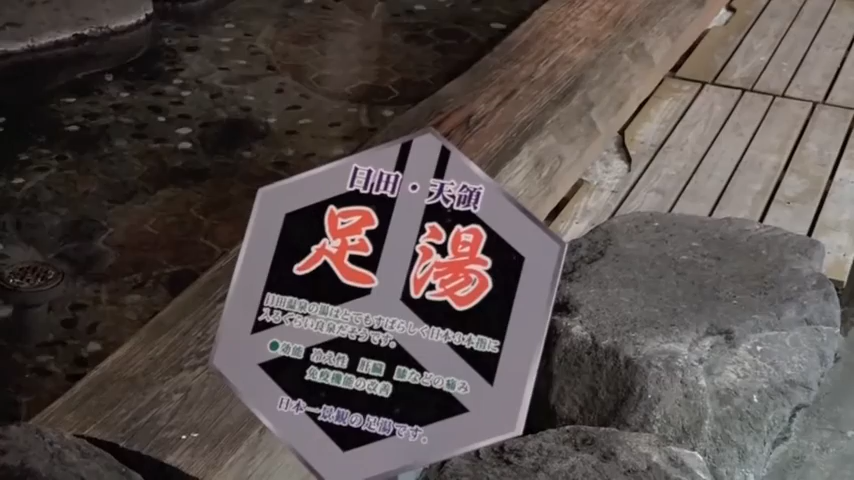 日田・天領
足湯
日田温泉の湯はとてもすばらしく日本3本指に
入るぐらい良泉だそうです。
●効能 冷え性 肝臓 膝などの痛み
免疫機能の改善
日本一景観の足湯です。